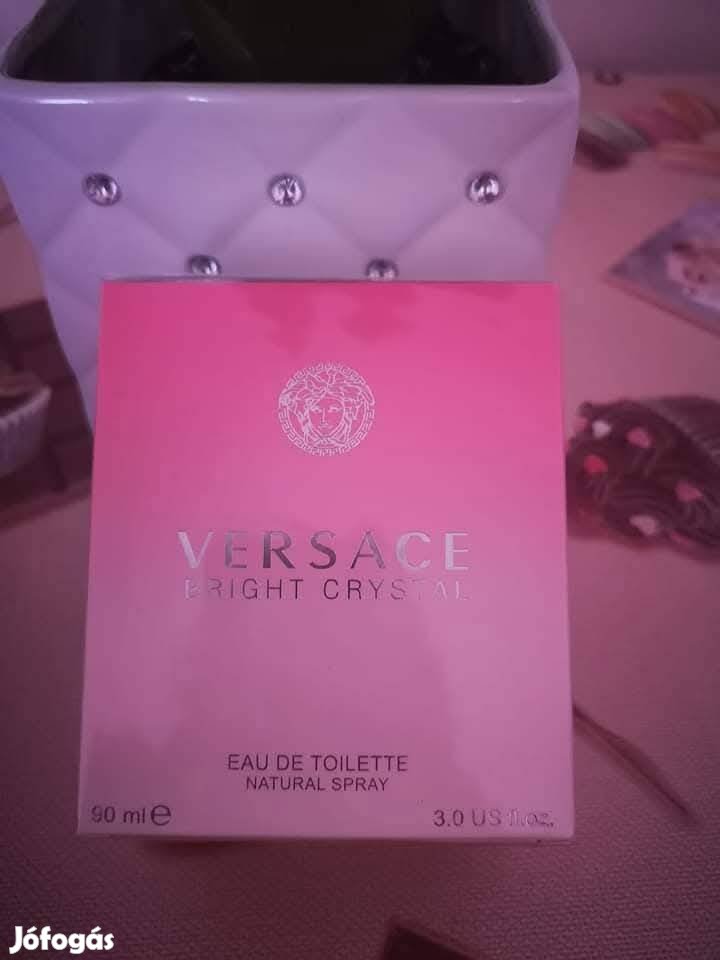 VERSACE
BRIGHT CRYSTAL
EAU DE TOILETTE
NATURAL SPRAY
90 ml e 3.0 US fl.oz.
Jófogás